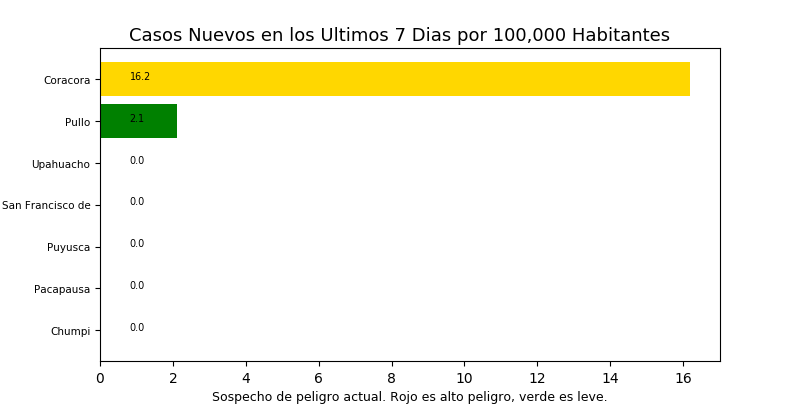 Casos Nuevos en los Ultimos 7 Dias por 100,000 Habitantes
Coracora 16.2
Pullo 2.1
Upahuacho 0.0
San Francisco de 0.0
Puyusca 0.0
Pacapausa 0.0
Chumpi 0.0
0 2 4 6 8 10 12 14 16
Sospecho de peligro actual. Rojo es alto peligro, verde es leve.